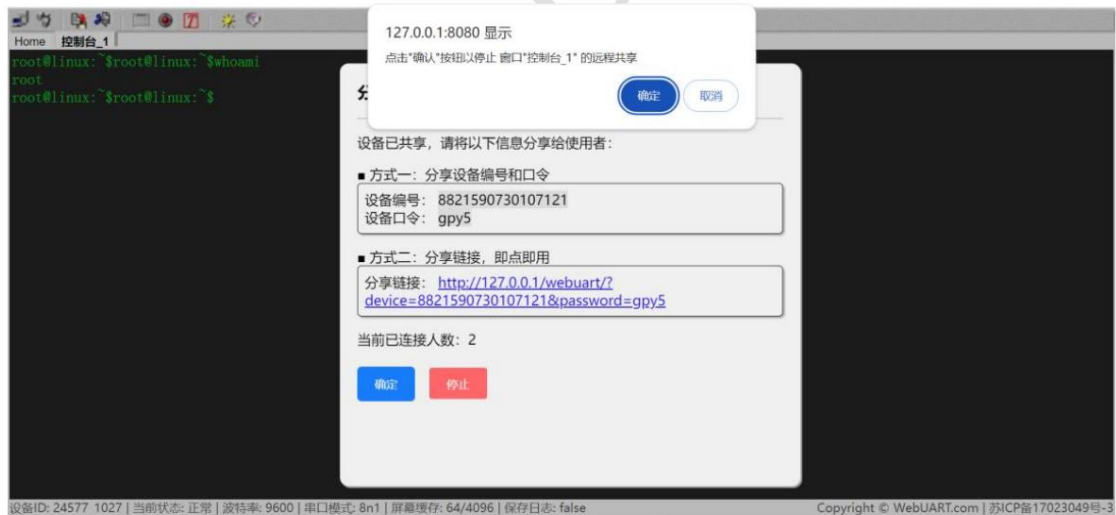 127.0.0.1:8080 显示
点击"确认"按钮以停止 窗口"控制台_1" 的远程共享
确定 取消
Home 控制台_1
root@linux:~$root@linux:~$whoami
root
root@linux:~$root@linux:~$
设备已共享，请将以下信息分享给使用者：
■ 方式一：分享设备编号和口令
设备编号： 8821590730107121
设备口令： gpy5
■ 方式二：分享链接，即点即用
分享链接： http://127.0.0.1/webuart/?
device=8821590730107121&password=gpy5
当前已连接人数：2
确定 停止
设备ID: 24577_1027 | 当前状态: 正常 | 波特率: 9600 | 串口模式: 8n1 | 屏幕缓存: 64/4096 | 保存日志: false Copyright © WebUART.com | 苏ICP备17023049号-3